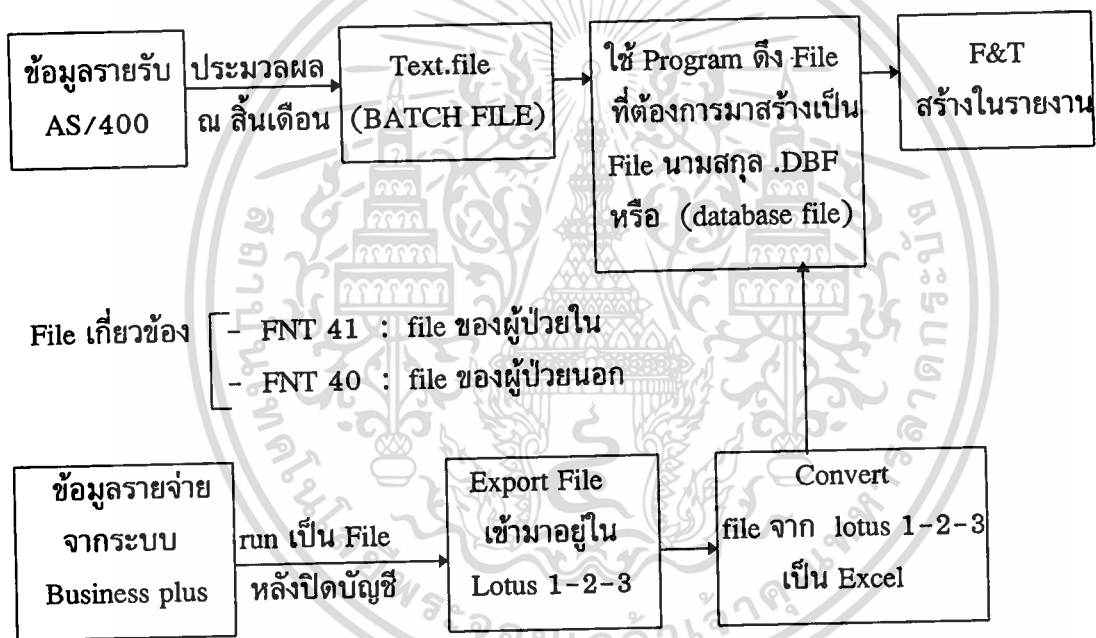 ข้อมูลรายรับ
AS/400
ประมวลผล
ณ สิ้นเดือน
Text.file
(BATCH FILE)
ใช้ Program ดึง File
ที่ต้องการมาสร้างเป็น
File นามสกุล .DBF
หรือ (database file)
F&T
สร้างในรายงาน
File เกี่ยวข้อง
- FNT 41 : file ของผู้ป่วยใน
- FNT 40 : file ของผู้ป่วยนอก
ข้อมูลรายจ่าย
จากระบบ
Business plus
run เป็น File
หลังปิดบัญชี
Export File
เข้ามาอยู่ใน
Lotus 1-2-3
Convert
file จาก lotus 1-2-3
เป็น Excel